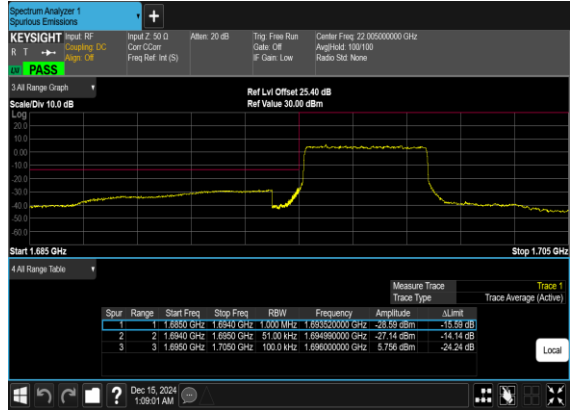 Spectrum Analyzer 1
Spurious Emissions
KEYSIGHT Input: RF Input Z: 50 Ω Atten: 20 dB Trig: Free Run Center Freq: 22.005000000 GHz
R T Coupling: DC Corr CCorr Gate: Off Avg|Hold: 100/100
Align: Off Freq Ref: Int (S) IF Gain: Low Radio Std: None
PASS
3 All Range Graph
Ref Lvl Offset 25.40 dB
Scale/Div 10.0 dB Ref Value 30.00 dBm
Log
20.0
10.0
0.00
-10.0
-20.0
-30.0
-40.0
-50.0
-60.0
Start 1.685 GHz Stop 1.705 GHz
4 All Range Table
Measure Trace Trace 1
Trace Type Trace Average (Active)
Spur Range Start Freq Stop Freq RBW Frequency Amplitude ΔLimit
1 1 1.6850 GHz 1.6940 GHz 1.000 MHz 1.693520000 GHz -28.59 dBm -15.59 dB
2 2 1.6940 GHz 1.6950 GHz 51.00 kHz 1.694990000 GHz -27.14 dBm -14.14 dB
3 3 1.6950 GHz 1.7050 GHz 100.0 kHz 1.696000000 GHz 5.756 dBm -24.24 dB
Local
Dec 15, 2024
1:09:01 AM